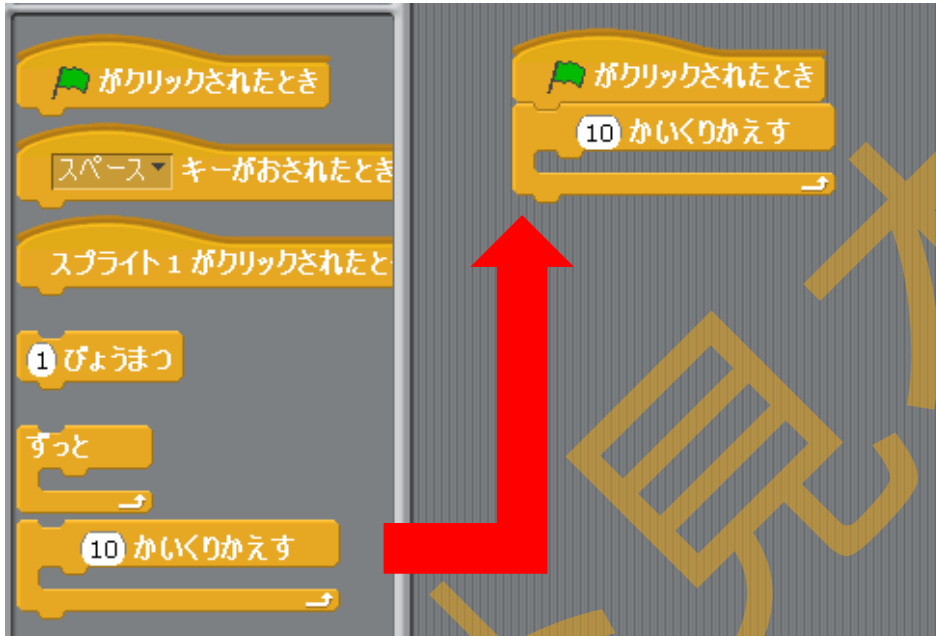 がクリックされたとき
スペース キーがおされたとき
スプライト 1 がクリックされたと
1 びょうまつ
ずっと
10 かいくりかえす
がクリックされたとき
10 かいくりかえす
見